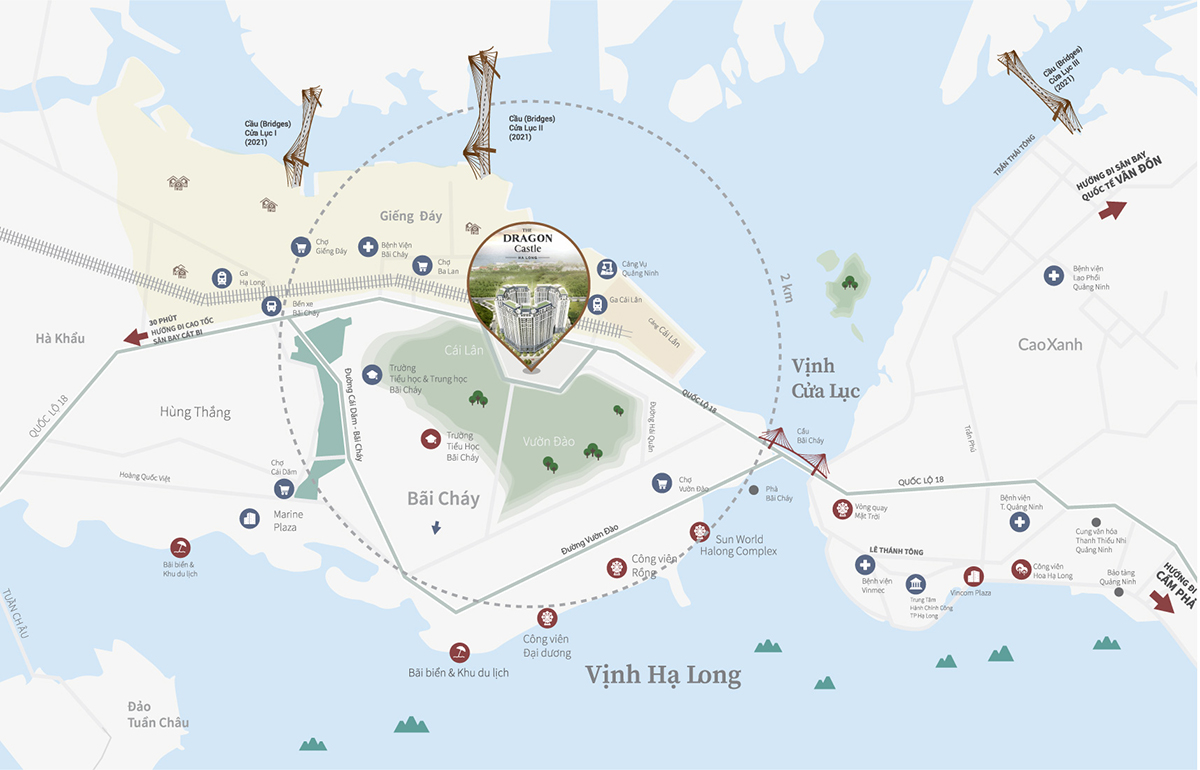 Cầu (Bridges)
Cửa Lục I
(2021)
Cầu (Bridges)
Cửa Lục II
(2021)
Cầu (Bridges)
Cửa Lục III
(2021)
TRẦN THÁI TÔNG
HƯỚNG ĐI SÂN BAY
QUỐC TẾ VÂN ĐỒN
Giếng Đáy
Chợ
Giếng Đáy
Bệnh Viện
Bãi Cháy
Chợ
Ba Lan
THE
DRAGON
Castle
HA LONG
Cảng Vụ
Quảng Ninh
Ga
Hạ Long
Bến xe
Bãi Cháy
Ga Cái Lân
Cảng Cái Lân
2 km
Bệnh viện
Lao Phổi
Quảng Ninh
Hà Khẩu
30 PHÚT
HƯỚNG ĐI CAO TỐC
SÂN BAY CÁT BI
Cái Lân
Vịnh
Cửa Lục
CaoXanh
Trường
Tiểu học & Trung học
Bãi Cháy
QUỐC LỘ 18
Hùng Thắng
Đường Cái Dăm - Bãi Cháy
QUỐC LỘ 18
Đường Hải Quân
Vườn Đào
Trường
Tiểu Học
Bãi Cháy
Cầu
Bãi Cháy
Trần Phú
Hoàng Quốc Việt
Chợ
Cái Dăm
Bãi Cháy
Chợ
Vườn Đào
Phà
Bãi Cháy
QUỐC LỘ 18
Marine
Plaza
Vòng quay
Mặt Trời
Bệnh viện
T. Quảng Ninh
Cung văn hóa
Thanh Thiếu Nhi
Quảng Ninh
Đường Vườn Đào
Sun World
Halong Complex
LÊ THÁNH TÔNG
Bãi biển &
Khu du lịch
Công viên
Rồng
Bệnh viện
Vinmec
Trung Tâm
Hành Chính Công
TP Hạ Long
Vincom Plaza
Công viên
Hoa Hạ Long
Bảo tàng
Quảng Ninh
HƯỚNG ĐI
CẨM PHẢ
TUẦN CHÂU
Công viên
Đại dương
Bãi biển & Khu du lịch
Vịnh Hạ Long
Đảo
Tuần Châu